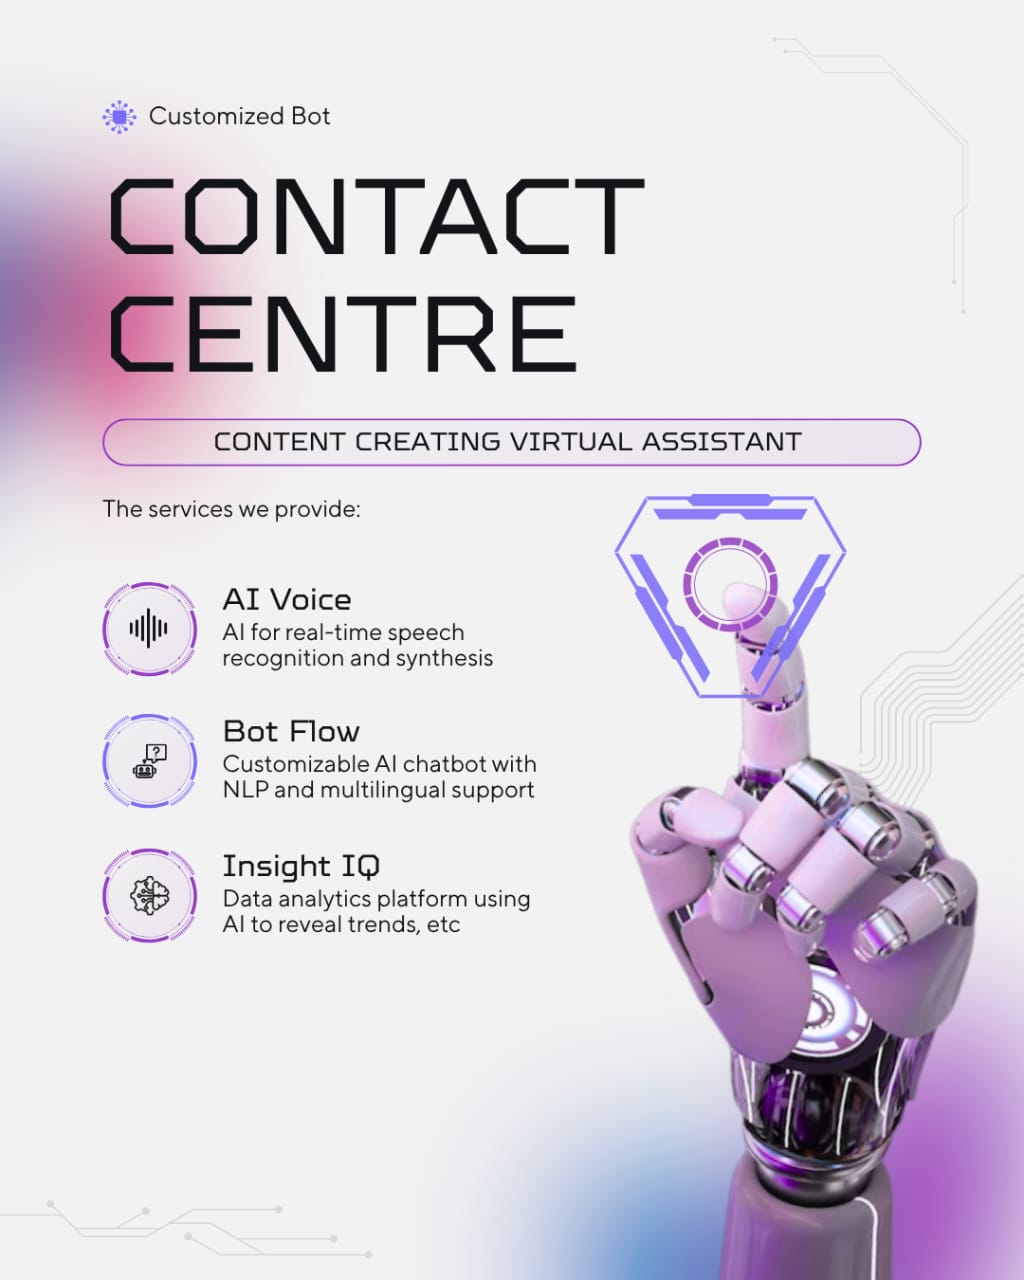 Customized Bot
CONTACT
CENTRE
CONTENT CREATING VIRTUAL ASSISTANT
The services we provide:
AI Voice
AI for real-time speech
recognition and synthesis
Bot Flow
Customizable AI chatbot with
NLP and multilingual support
Insight IQ
Data analytics platform using
AI to reveal trends, etc